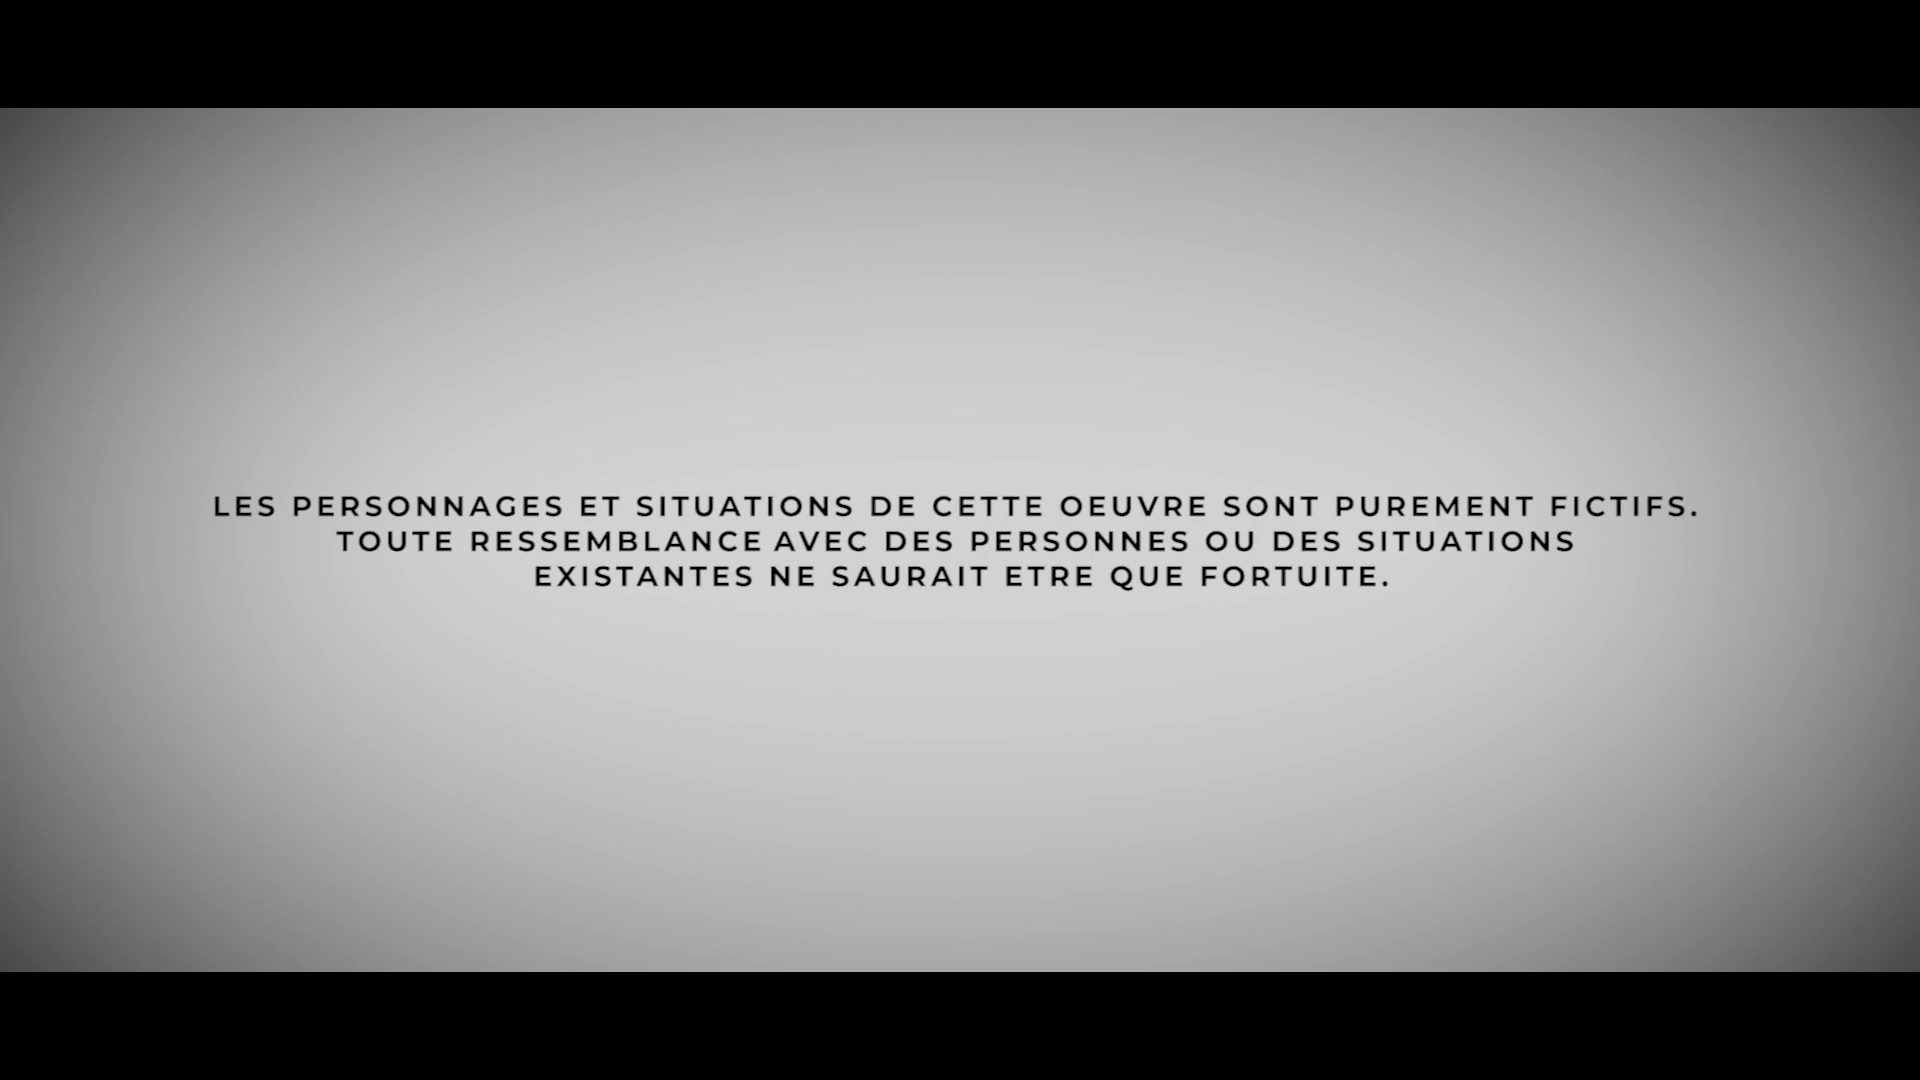 LES PERSONNAGES ET SITUATIONS DE CETTE OEUVRE SONT PUREMENT FICTIFS.
TOUTE RESSEMBLANCE AVEC DES PERSONNES OU DES SITUATIONS
EXISTANTES NE SAURAIT ETRE QUE FORTUITE.